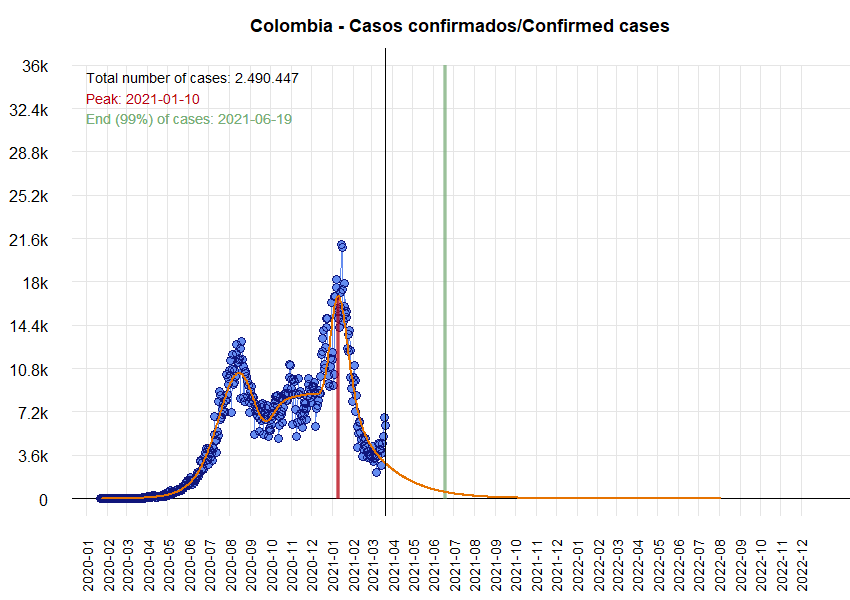 Colombia - Casos confirmados/Confirmed cases
36k
Total number of cases: 2.490.447
Peak: 2021-01-10
32.4k
End (99%) of cases: 2021-06-19
28.8k
25.2k
21.6k
18k
14.4k
10.8k
7.2k
3.6k
0
2020-01
2020-02
2020-03
2020-04
2020-05
2020-06
2020-07
2020-08
2020-09
2020-10
2020-11
2020-12
2021-01
2021-02
2021-03
2021-04
2021-05
2021-06
2021-07
2021-08
2021-09
2021-10
2021-11
2021-12
2022-01
2022-02
2022-03
2022-04
2022-05
2022-06
2022-07
2022-08
2022-09
2022-10
2022-11
2022-12